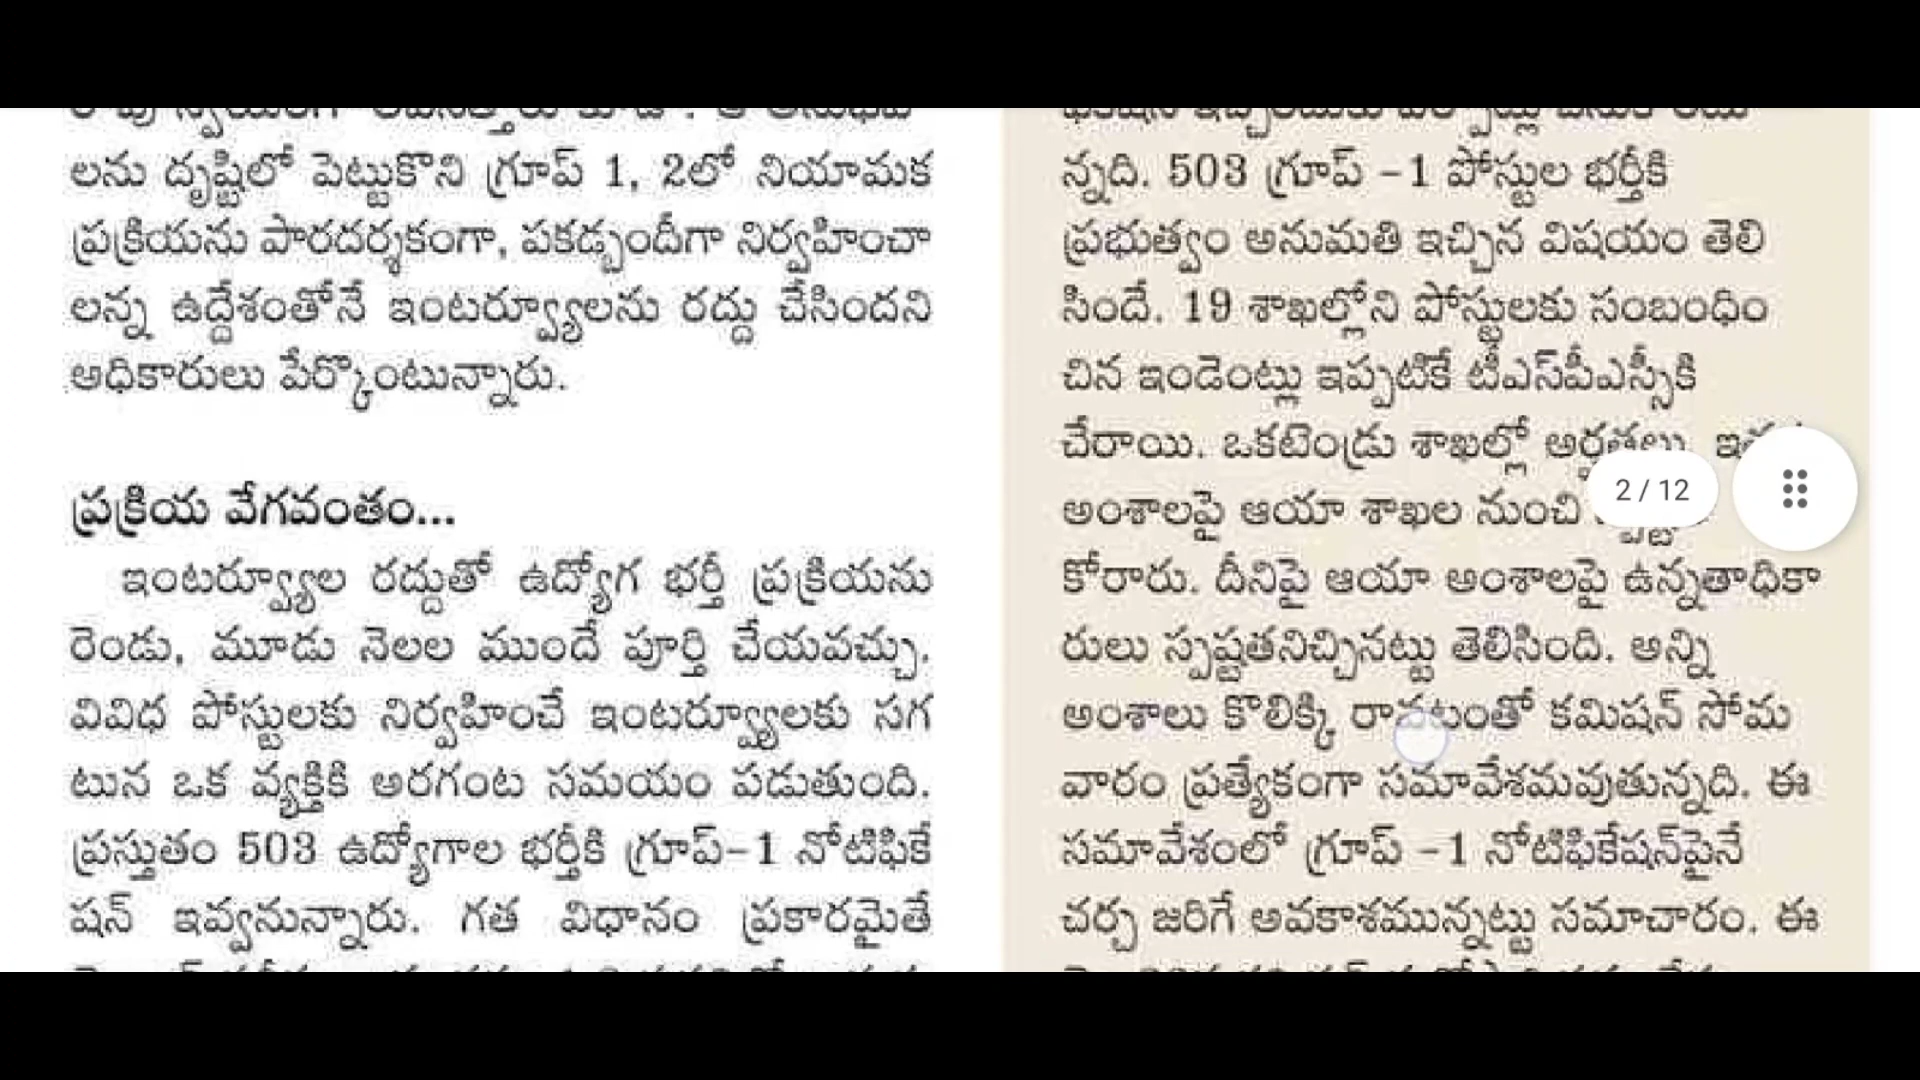 లను దృష్టిలో పెట్టుకొని గ్రూప్ 1, 2లో నియామక
ప్రక్రియను పారదర్శకంగా, పకడ్బందీగా నిర్వహించా
లన్న ఉద్దేశంతోనే ఇంటర్వ్యూలను రద్దు చేసిందని
అధికారులు పేర్కొంటున్నారు.
ప్రక్రియ వేగవంతం...
ఇంటర్వ్యూల రద్దుతో ఉద్యోగ భర్తీ ప్రక్రియను
రెండు, మూడు నెలల ముందే పూర్తి చేయవచ్చు.
వివిధ పోస్టులకు నిర్వహించే ఇంటర్వ్యూలకు సగ
టున ఒక వ్యక్తికి అరగంట సమయం పడుతుంది.
ప్రస్తుతం 503 ఉద్యోగాల భర్తీకి గ్రూప్-1 నోటిఫికే
షన్ ఇవ్వనున్నారు. గత విధానం ప్రకారమైతే
న్నది. 503 గ్రూప్ -1 పోస్టుల భర్తీకి
ప్రభుత్వం అనుమతి ఇచ్చిన విషయం తెలి
సిందే. 19 శాఖల్లోని పోస్టులకు సంబంధిం
చిన ఇండెంట్లు ఇప్పటికే టీఎస్‌పీఎస్సీకి
చేరాయి. ఒకటెండ్రు శాఖల్లో అర్హతలు,
అంశాలపై ఆయా శాఖల నుంచి
కోరారు. దీనిపై ఆయా అంశాలపై ఉన్నతాధికా
రులు స్పష్టతనిచ్చినట్టు తెలిసింది. అన్ని
అంశాలు కొలిక్కి రావటంతో కమిషన్ సోమ
వారం ప్రత్యేకంగా సమావేశమవుతున్నది. ఈ
సమావేశంలో గ్రూప్ -1 నోటిఫికేషన్‌పైనే
చర్చ జరిగే అవకాశమున్నట్టు సమాచారం. ఈ
2 / 12